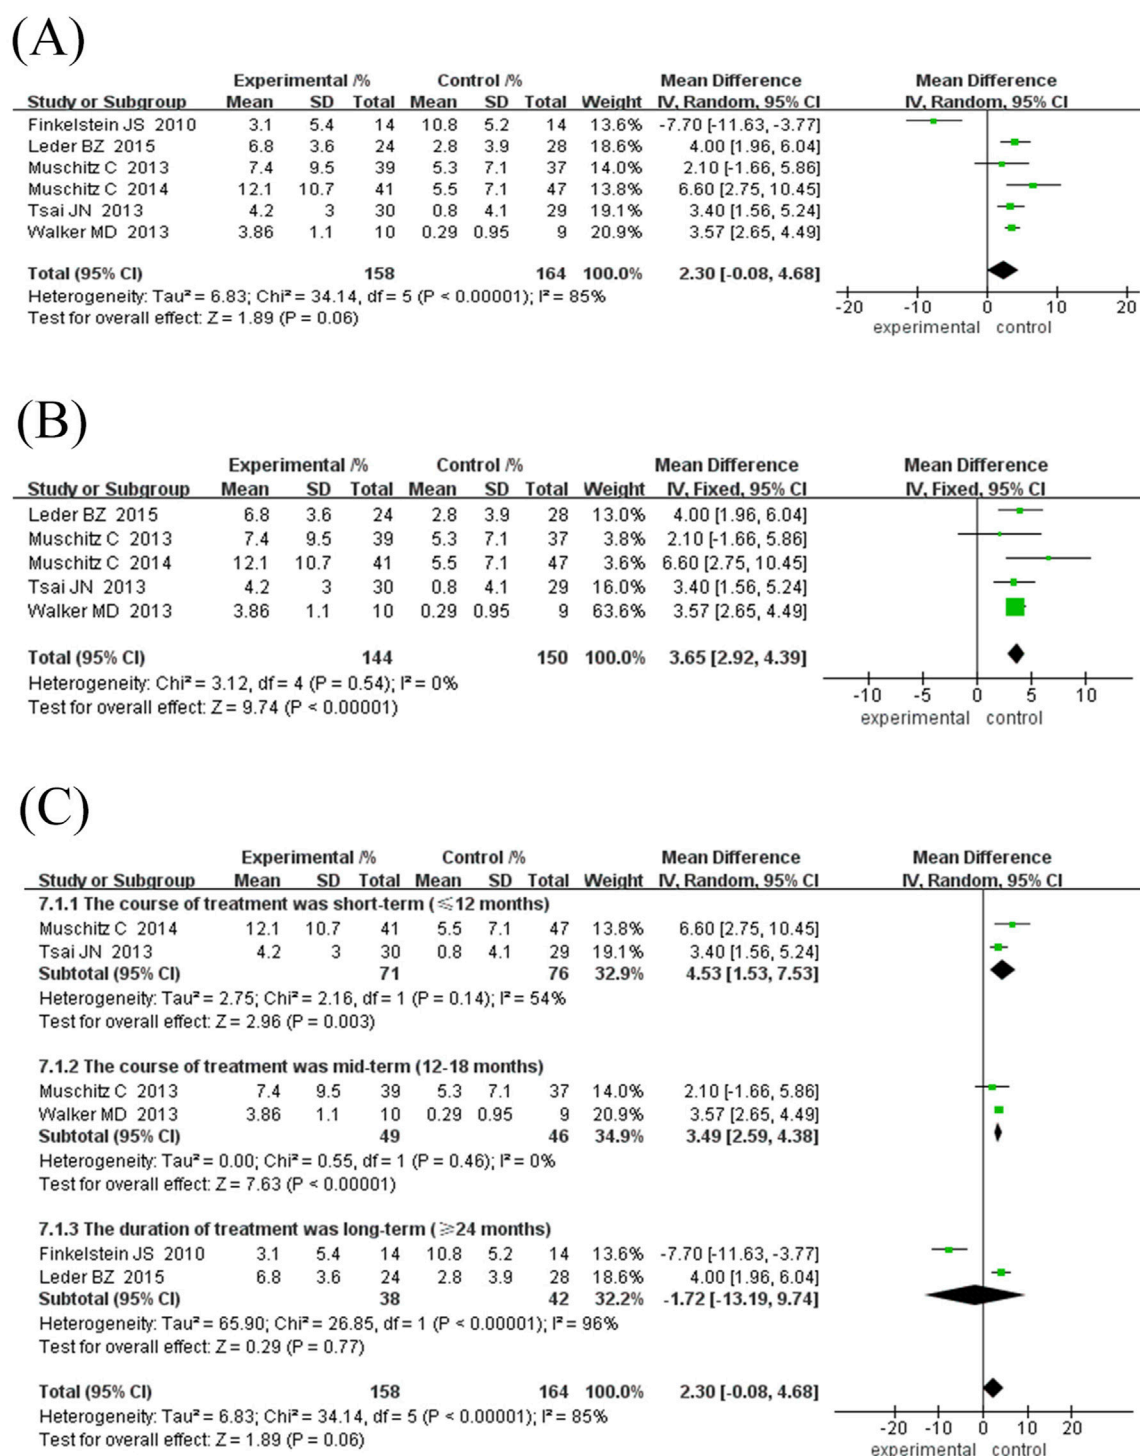 (A)
Experimental /% Control /% Mean Difference Mean Difference
Study or Subgroup Mean SD Total Mean SD Total Weight IV, Random, 95% CI IV, Random, 95% CI
Finkelstein JS 2010 3.1 5.4 14 10.8 5.2 14 13.6% -7.70 [-11.63, -3.77]
Leder BZ 2015 6.8 3.6 24 2.8 3.9 28 18.6% 4.00 [1.96, 6.04]
Muschitz C 2013 7.4 9.5 39 5.3 7.1 37 14.0% 2.10 [-1.66, 5.86]
Muschitz C 2014 12.1 10.7 41 5.5 7.1 47 13.8% 6.60 [2.75, 10.45]
Tsai JN 2013 4.2 3 30 0.8 4.1 29 19.1% 3.40 [1.56, 5.24]
Walker MD 2013 3.86 1.1 10 0.29 0.95 9 20.9% 3.57 [2.65, 4.49]
Total (95% CI) 158 164 100.0% 2.30 [-0.08, 4.68]
Heterogeneity: Tau² = 6.83; Chi² = 34.14, df = 5 (P < 0.00001); I² = 85%
Test for overall effect: Z = 1.89 (P = 0.06)
-20 -10 0 10 20
experimental control
(B)
Experimental /% Control /% Mean Difference Mean Difference
Study or Subgroup Mean SD Total Mean SD Total Weight IV, Fixed, 95% CI IV, Fixed, 95% CI
Leder BZ 2015 6.8 3.6 24 2.8 3.9 28 13.0% 4.00 [1.96, 6.04]
Muschitz C 2013 7.4 9.5 39 5.3 7.1 37 3.8% 2.10 [-1.66, 5.86]
Muschitz C 2014 12.1 10.7 41 5.5 7.1 47 3.6% 6.60 [2.75, 10.45]
Tsai JN 2013 4.2 3 30 0.8 4.1 29 16.0% 3.40 [1.56, 5.24]
Walker MD 2013 3.86 1.1 10 0.29 0.95 9 63.6% 3.57 [2.65, 4.49]
Total (95% CI) 144 150 100.0% 3.65 [2.92, 4.39]
Heterogeneity: Chi² = 3.12, df = 4 (P = 0.54); I² = 0%
Test for overall effect: Z = 9.74 (P < 0.00001)
-10 -5 0 5 10
experimental control
(C)
Experimental /% Control /% Mean Difference Mean Difference
Study or Subgroup Mean SD Total Mean SD Total Weight IV, Random, 95% CI IV, Random, 95% CI
7.1.1 The course of treatment was short-term (≤12 months)
Muschitz C 2014 12.1 10.7 41 5.5 7.1 47 13.8% 6.60 [2.75, 10.45]
Tsai JN 2013 4.2 3 30 0.8 4.1 29 19.1% 3.40 [1.56, 5.24]
Subtotal (95% CI) 71 76 32.9% 4.53 [1.53, 7.53]
Heterogeneity: Tau² = 2.75; Chi² = 2.16, df = 1 (P = 0.14); I² = 54%
Test for overall effect: Z = 2.96 (P = 0.003)
7.1.2 The course of treatment was mid-term (12-18 months)
Muschitz C 2013 7.4 9.5 39 5.3 7.1 37 14.0% 2.10 [-1.66, 5.86]
Walker MD 2013 3.86 1.1 10 0.29 0.95 9 20.9% 3.57 [2.65, 4.49]
Subtotal (95% CI) 49 46 34.9% 3.49 [2.59, 4.38]
Heterogeneity: Tau² = 0.00; Chi² = 0.55, df = 1 (P = 0.46); I² = 0%
Test for overall effect: Z = 7.63 (P < 0.00001)
7.1.3 The duration of treatment was long-term (≥24 months)
Finkelstein JS 2010 3.1 5.4 14 10.8 5.2 14 13.6% -7.70 [-11.63, -3.77]
Leder BZ 2015 6.8 3.6 24 2.8 3.9 28 18.6% 4.00 [1.96, 6.04]
Subtotal (95% CI) 38 42 32.2% -1.72 [-13.19, 9.74]
Heterogeneity: Tau² = 65.90; Chi² = 26.85, df = 1 (P < 0.00001); I² = 96%
Test for overall effect: Z = 0.29 (P = 0.77)
Total (95% CI) 158 164 100.0% 2.30 [-0.08, 4.68]
Heterogeneity: Tau² = 6.83; Chi² = 34.14, df = 5 (P < 0.00001); I² = 85%
Test for overall effect: Z = 1.89 (P = 0.06)
-20 -10 0 10 20
experimental control